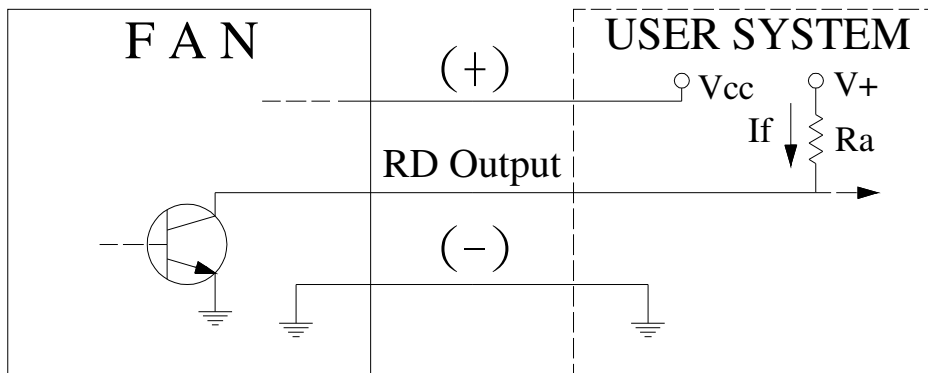 F A N
USER SYSTEM
(+)
Vcc
V+
If
Ra
RD Output
(-)